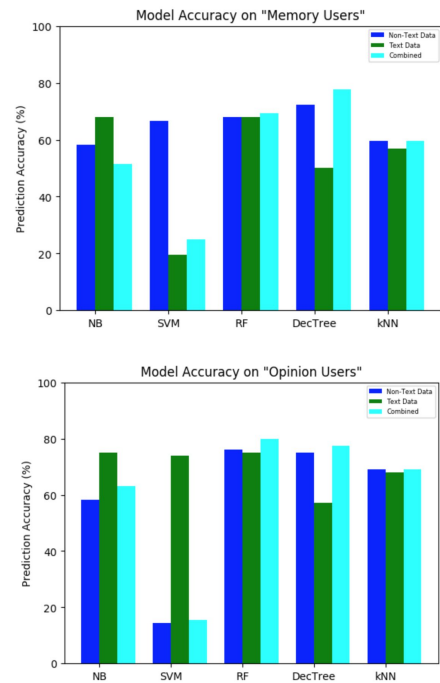 Model Accuracy on "Memory Users"
100
80
60
40
20
0
Prediction Accuracy (%)
Non-Text Data
Text Data
Combined
NB SVM RF DecTree kNN
Model Accuracy on "Opinion Users"
100
80
60
40
20
0
Prediction Accuracy (%)
Non-Text Data
Text Data
Combined
NB SVM RF DecTree kNN